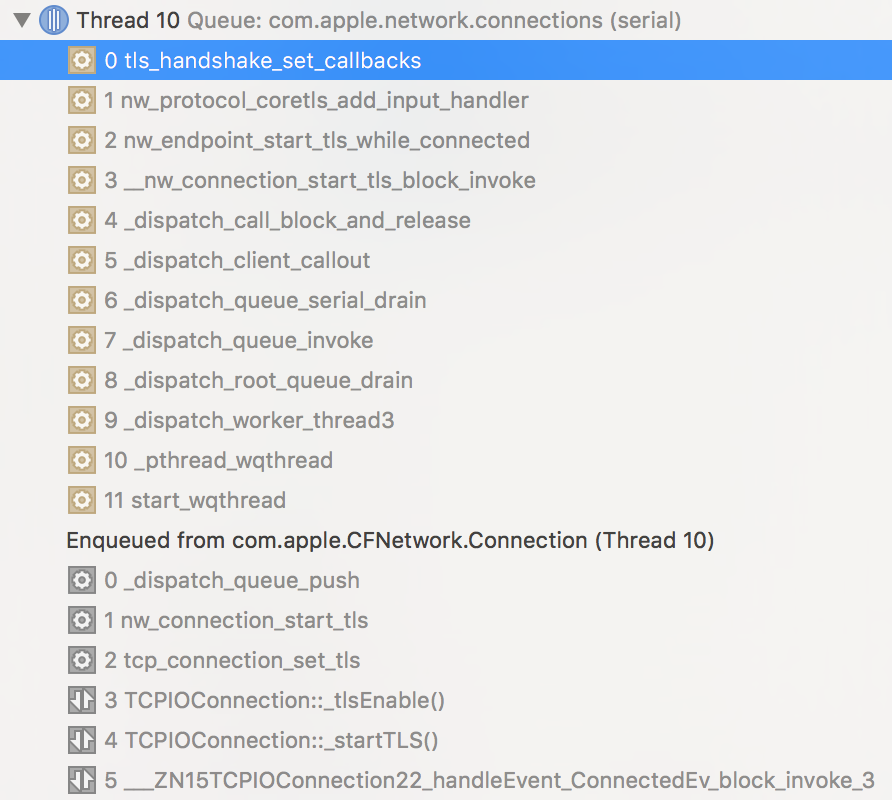 Thread 10 Queue: com.apple.network.connections (serial)
0 tls_handshake_set_callbacks
1 nw_protocol_coretls_add_input_handler
2 nw_endpoint_start_tls_while_connected
3 __nw_connection_start_tls_block_invoke
4 _dispatch_call_block_and_release
5 _dispatch_client_callout
6 _dispatch_queue_serial_drain
7 _dispatch_queue_invoke
8 _dispatch_root_queue_drain
9 _dispatch_worker_thread3
10 _pthread_wqthread
11 start_wqthread
Enqueued from com.apple.CFNetwork.Connection (Thread 10)
0 _dispatch_queue_push
1 nw_connection_start_tls
2 tcp_connection_set_tls
3 TCPIOConnection::_tlsEnable()
4 TCPIOConnection::_startTLS()
5 ___ZN15TCPIOConnection22_handleEvent_ConnectedEv_block_invoke_3